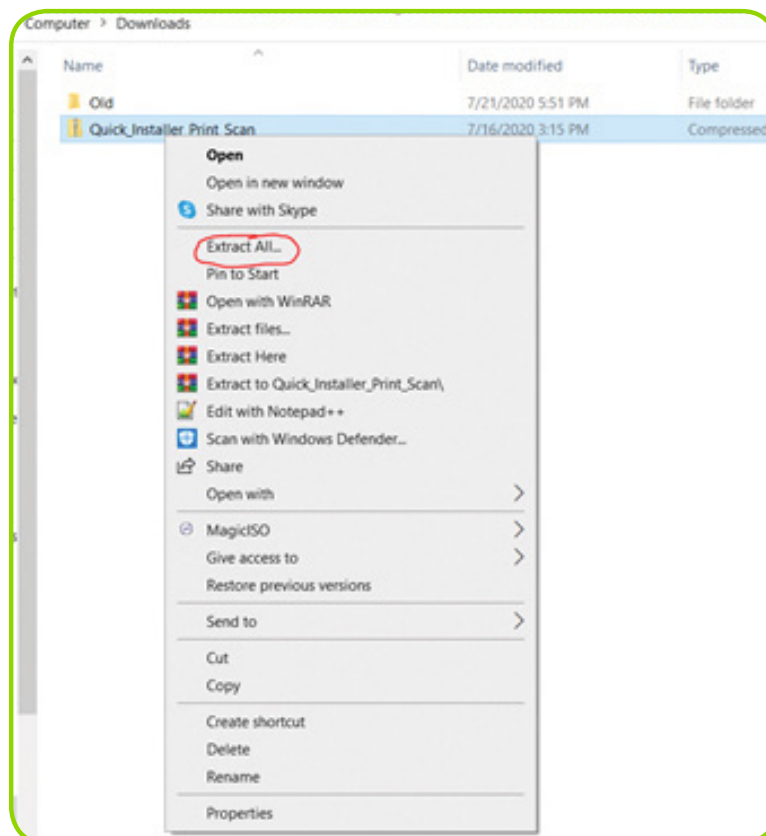 Computer > Downloads
Name Date modified Type
Old 7/21/2020 5:51 PM File folder
Quick_Installer_Print_Scan 7/16/2020 3:15 PM Compressed
Open
Open in new window
Share with Skype
Extract All...
Pin to Start
Open with WinRAR
Extract files...
Extract Here
Extract to Quick_Installer_Print_Scan\
Edit with Notepad++
Scan with Windows Defender...
Share
Open with
MagicISO
Give access to
Restore previous versions
Send to
Cut
Copy
Create shortcut
Delete
Rename
Properties